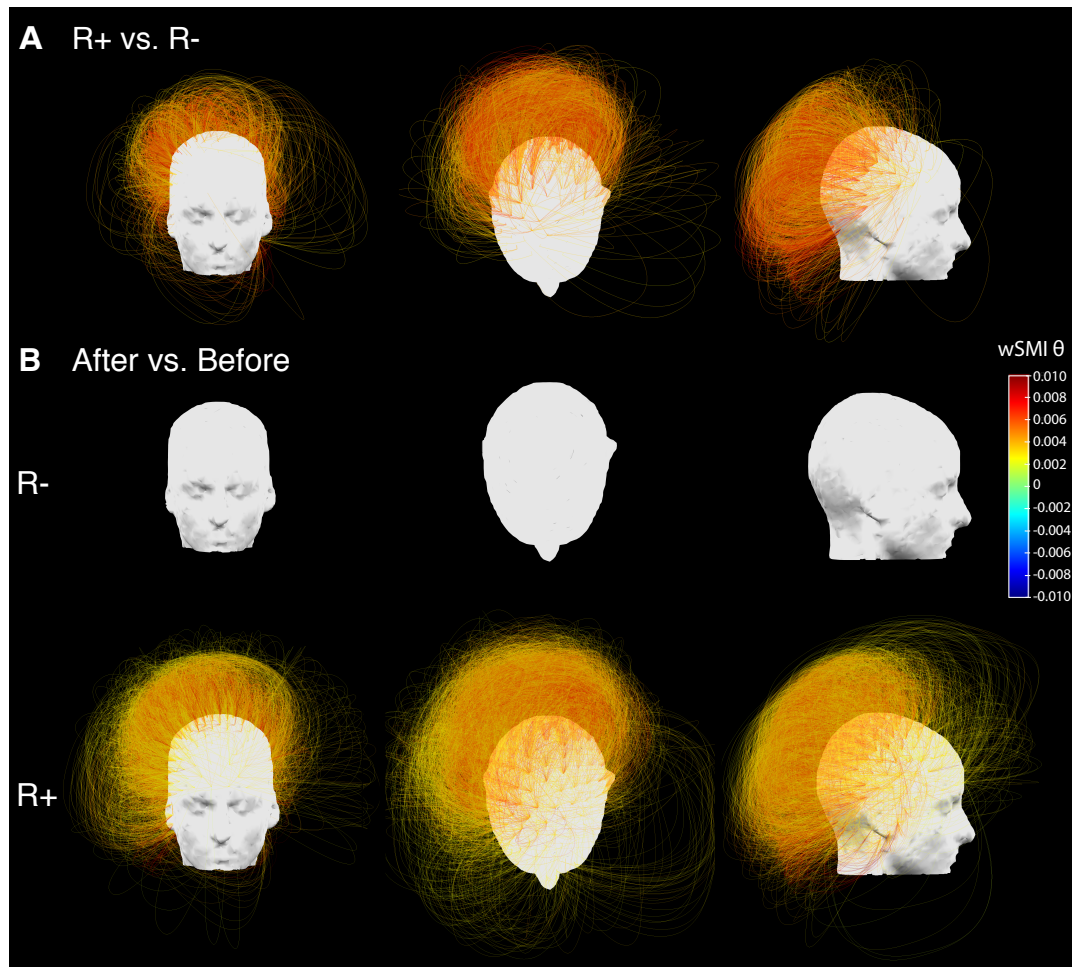 A R+ vs. R-
B After vs. Before
wSMI θ
0.010
0.008
0.006
0.004
0.002
0
-0.002
-0.004
-0.006
-0.008
-0.010
R-
R+